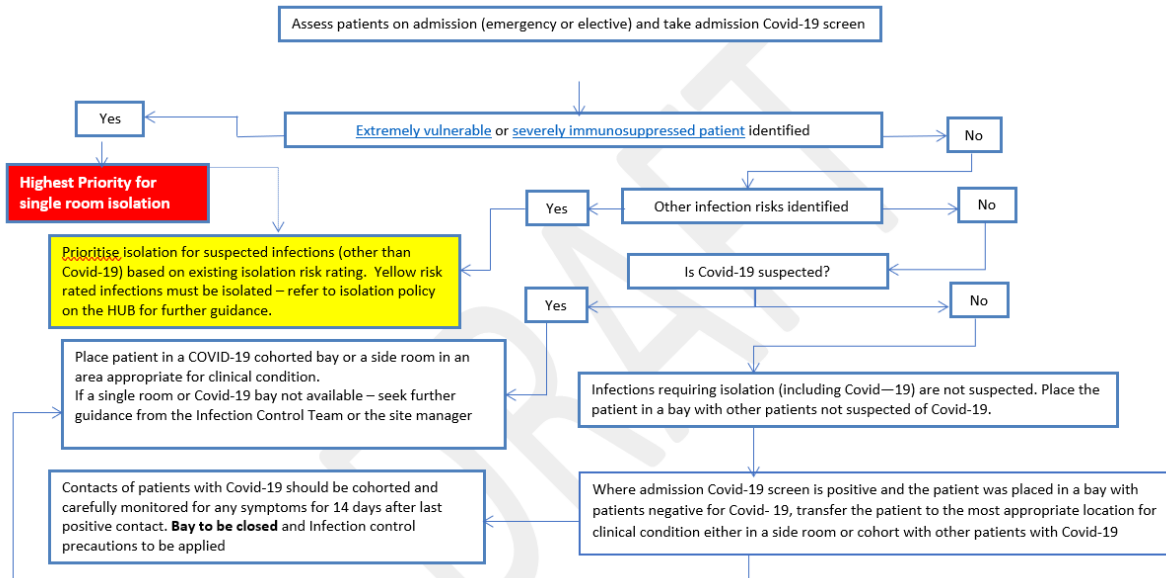 Assess patients on admission (emergency or elective) and take admission Covid-19 screen
Yes
Extremely vulnerable or severely immunosuppressed patient identified
No
Highest Priority for
single room isolation
Yes
Other infection risks identified
No
Prioritise isolation for suspected infections (other than
Covid-19) based on existing isolation risk rating. Yellow risk
rated infections must be isolated – refer to isolation policy
on the HUB for further guidance.
Is Covid-19 suspected?
Yes
No
Place patient in a COVID-19 cohorted bay or a side room in an
area appropriate for clinical condition.
If a single room or Covid-19 bay not available – seek further
guidance from the Infection Control Team or the site manager
Infections requiring isolation (including Covid—19) are not suspected. Place the
patient in a bay with other patients not suspected of Covid-19.
Contacts of patients with Covid-19 should be cohorted and
carefully monitored for any symptoms for 14 days after last
positive contact. Bay to be closed and Infection control
precautions to be applied
Where admission Covid-19 screen is positive and the patient was placed in a bay with
patients negative for Covid- 19, transfer the patient to the most appropriate location for
clinical condition either in a side room or cohort with other patients with Covid-19
DRAFT